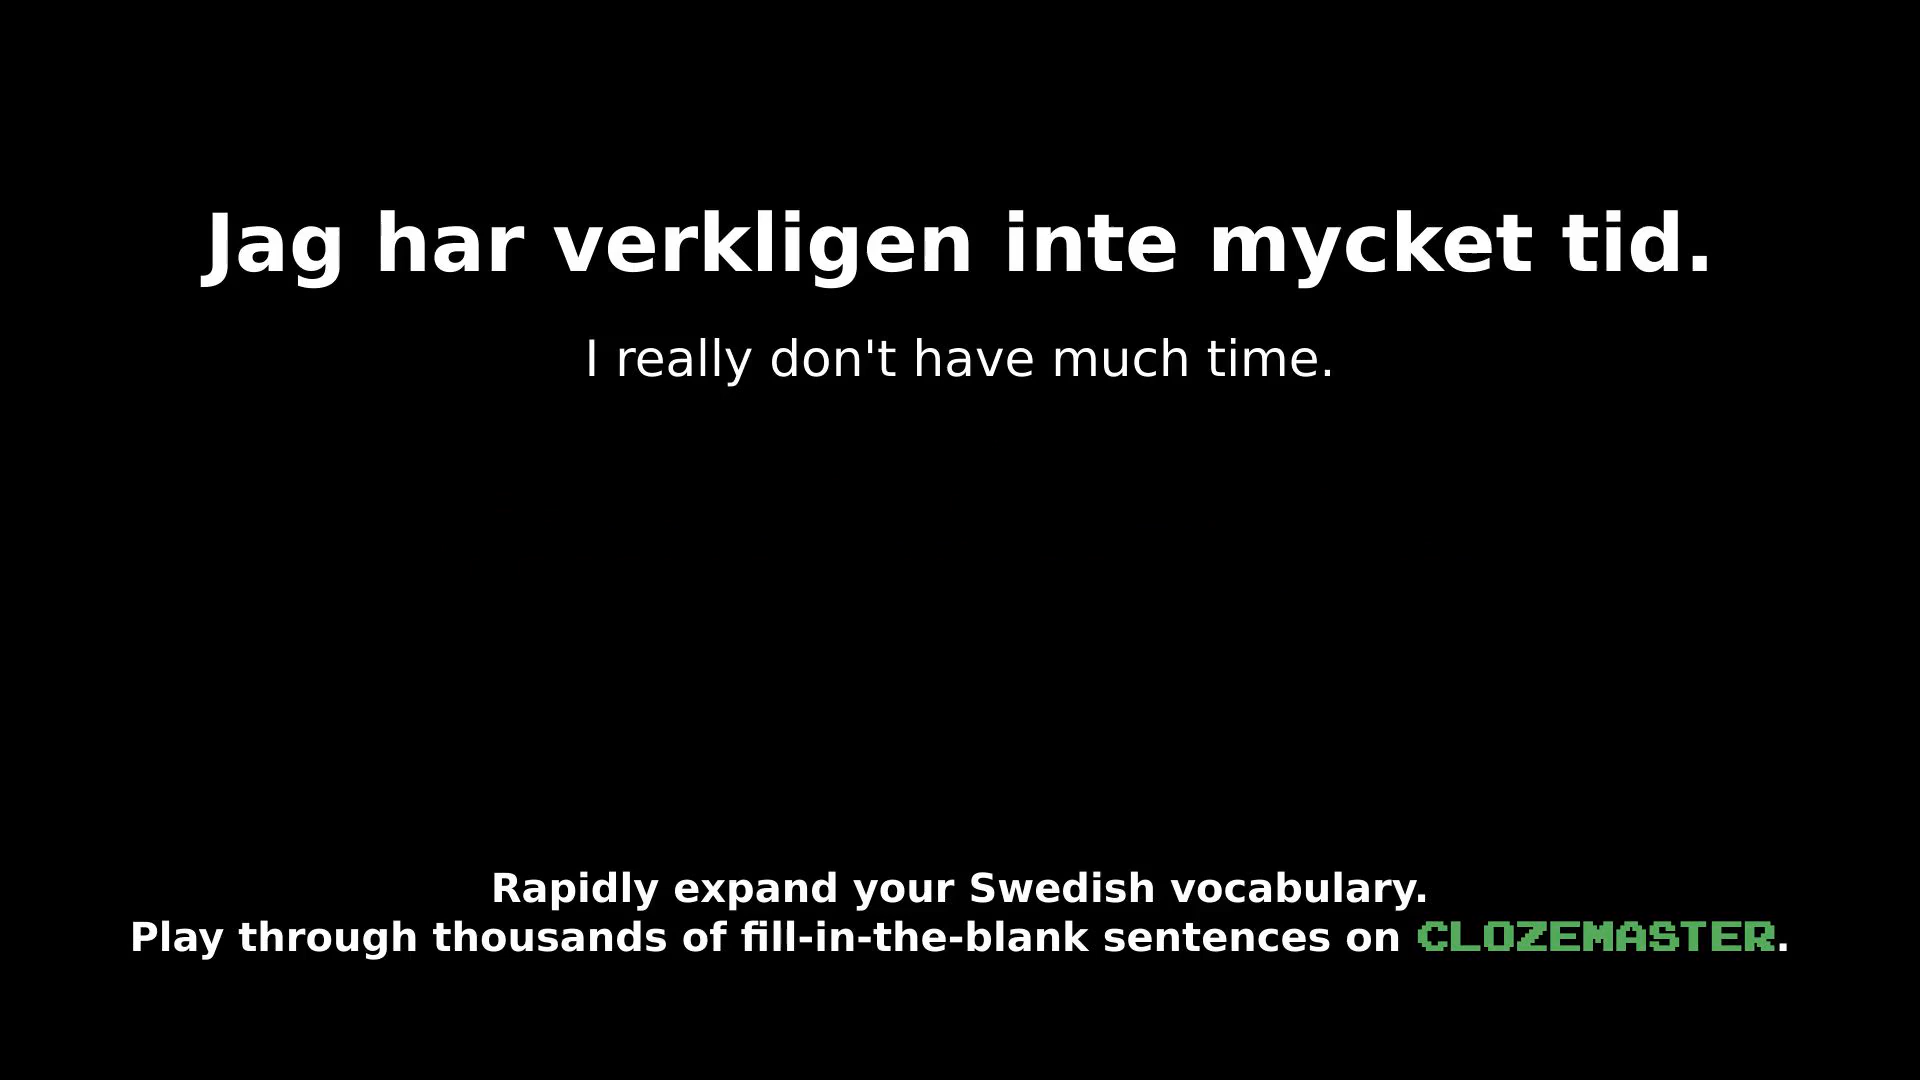 Jag har verkligen inte mycket tid.
I really don't have much time.
Rapidly expand your Swedish vocabulary.
Play through thousands of fill-in-the-blank sentences on CLOZEMASTER.